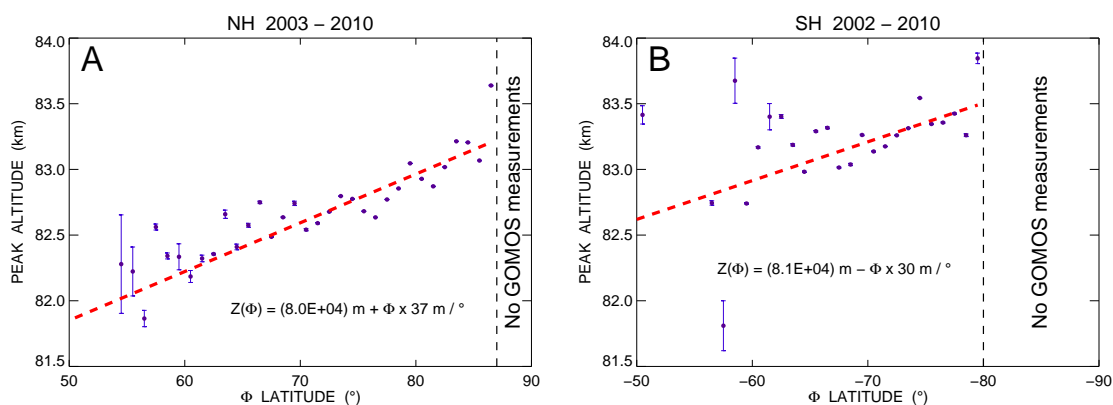 NH 2003 – 2010
A
84.0
83.5
83.0
82.5
82.0
81.5
PEAK ALTITUDE (km)
Z(Φ) = (8.0E+04) m + Φ x 37 m / °
No GOMOS measurements
50 60 70 80 90
Φ LATITUDE (°)
SH 2002 – 2010
B
84.0
83.5
83.0
82.5
82.0
81.5
PEAK ALTITUDE (km)
Z(Φ) = (8.1E+04) m – Φ x 30 m / °
No GOMOS measurements
–50 –60 –70 –80 –90
Φ LATITUDE (°)